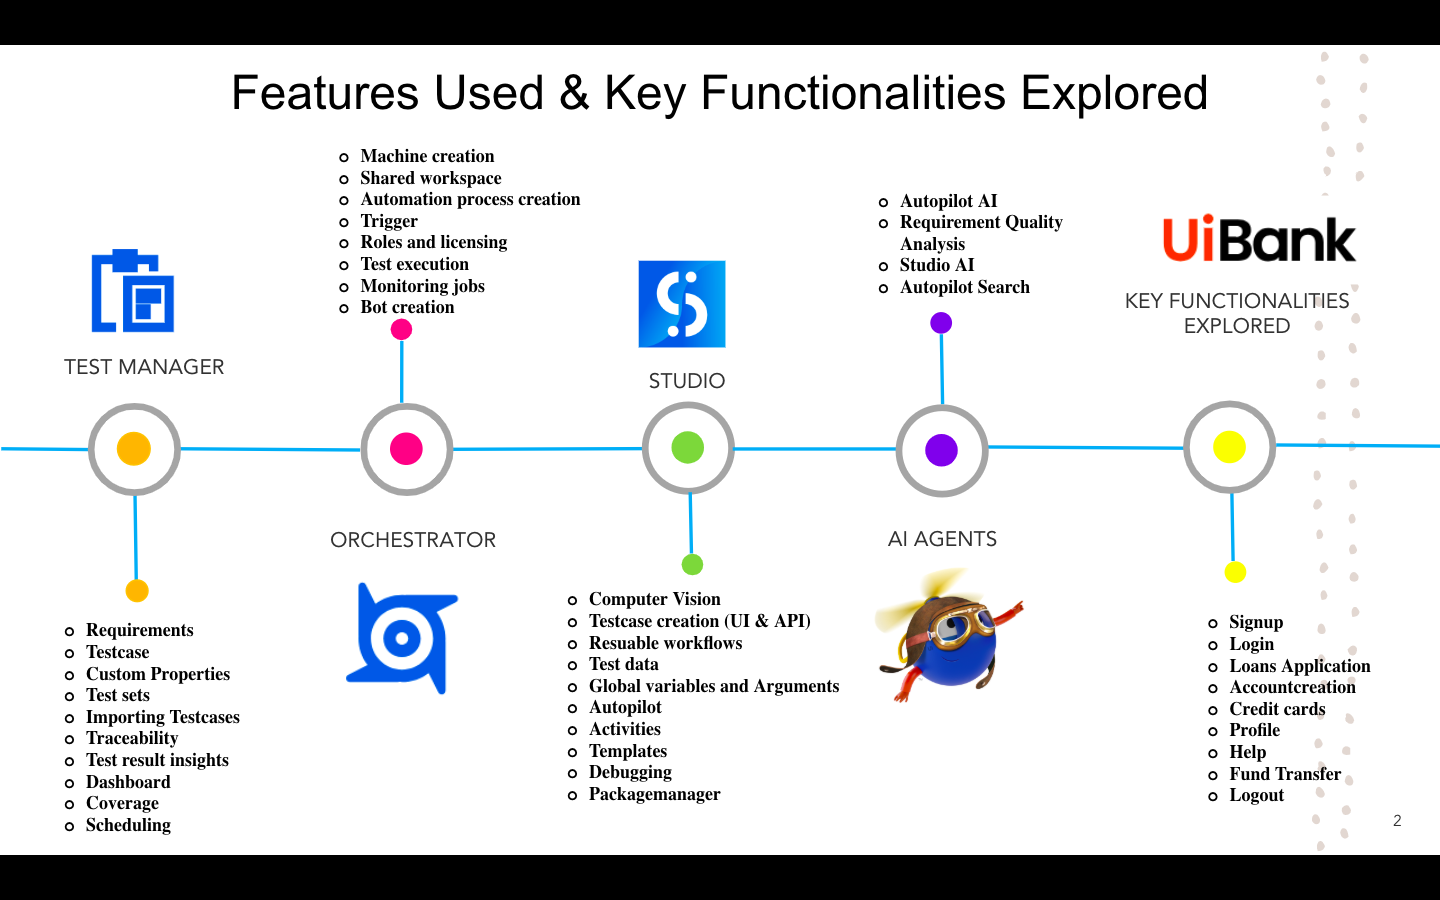 Features Used & Key Functionalities Explored
TEST MANAGER
Requirements
Testcase
Custom Properties
Test sets
Importing Testcases
Traceability
Test result insights
Dashboard
Coverage
Scheduling
Machine creation
Shared workspace
Automation process creation
Trigger
Roles and licensing
Test execution
Monitoring jobs
Bot creation
ORCHESTRATOR
STUDIO
Computer Vision
Testcase creation (UI & API)
Resuable workflows
Test data
Global variables and Arguments
Autopilot
Activities
Templates
Debugging
Packagemanager
Autopilot AI
Requirement Quality
Analysis
Studio AI
Autopilot Search
AI AGENTS
UiBank
KEY FUNCTIONALITIES
EXPLORED
Signup
Login
Loans Application
Accountcreation
Credit cards
Profile
Help
Fund Transfer
Logout
2